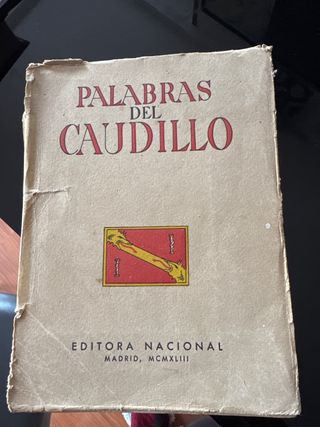 PALABRAS
DEL
CAUDILLO
EDITORA NACIONAL
MADRID, MCMXLIII